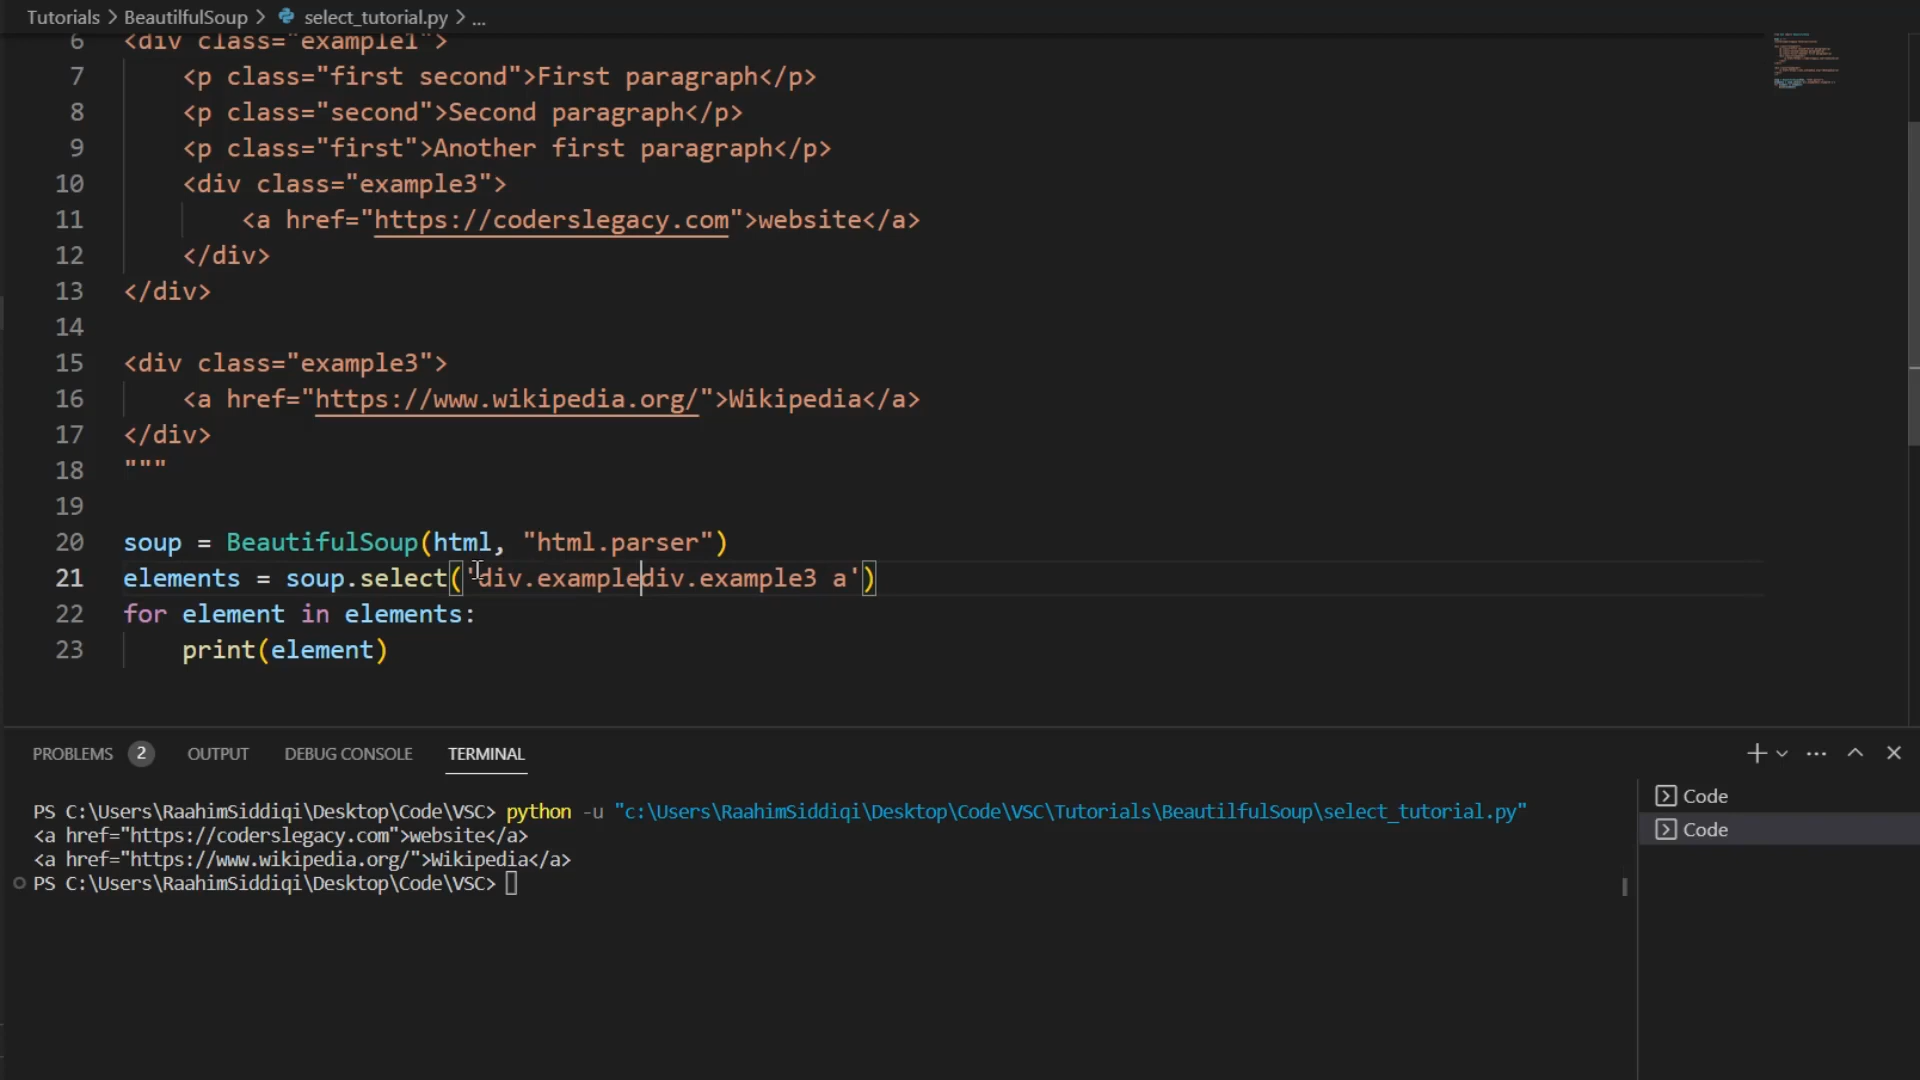 Tutorials > BeautilfulSoup > select_tutorial.py > ...
6 <div class="example1">
7 <p class="first second">First paragraph</p>
8 <p class="second">Second paragraph</p>
9 <p class="first">Another first paragraph</p>
10 <div class="example3">
11 <a href="https://coderslegacy.com">website</a>
12 </div>
13 </div>
14
15 <div class="example3">
16 <a href="https://www.wikipedia.org/">Wikipedia</a>
17 </div>
18 """
19
20 soup = BeautifulSoup(html, "html.parser")
21 elements = soup.select('div.examplediv.example3 a')
22 for element in elements:
23 print(element)
PROBLEMS 2 OUTPUT DEBUG CONSOLE TERMINAL
PS C:\Users\RaahimSiddiqi\Desktop\Code\VSC> python -u "c:\Users\RaahimSiddiqi\Desktop\Code\VSC\Tutorials\BeautilfulSoup\select_tutorial.py"
<a href="https://coderslegacy.com">website</a>
<a href="https://www.wikipedia.org/">Wikipedia</a>
PS C:\Users\RaahimSiddiqi\Desktop\Code\VSC>
Code
Code